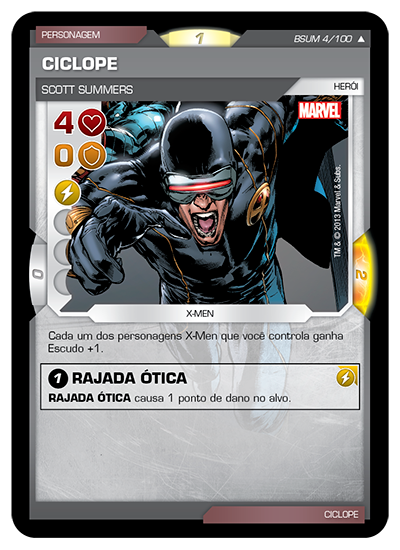 PERSONAGEM
1
BSUM 4/100 ▲
CICLOPE
SCOTT SUMMERS
HERÓI
4
MARVEL
0
TM & © 2013 Marvel & Subs.
0
2
X-MEN
Cada um dos personagens X-Men que você controla ganha
Escudo +1.
1 RAJADA ÓTICA
RAJADA ÓTICA causa 1 ponto de dano no alvo.
CICLOPE